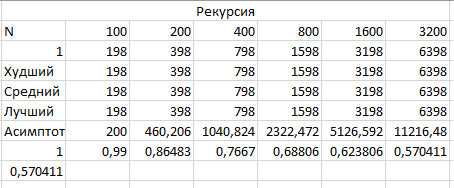 Рекурсия
N 100 200 400 800 1600 3200
1 198 398 798 1598 3198 6398
Худший 198 398 798 1598 3198 6398
Средний 198 398 798 1598 3198 6398
Лучший 198 398 798 1598 3198 6398
Асимптот 200 460,206 1040,824 2322,472 5126,592 11216,48
1 0,99 0,86483 0,7667 0,68806 0,623806 0,570411
0,570411